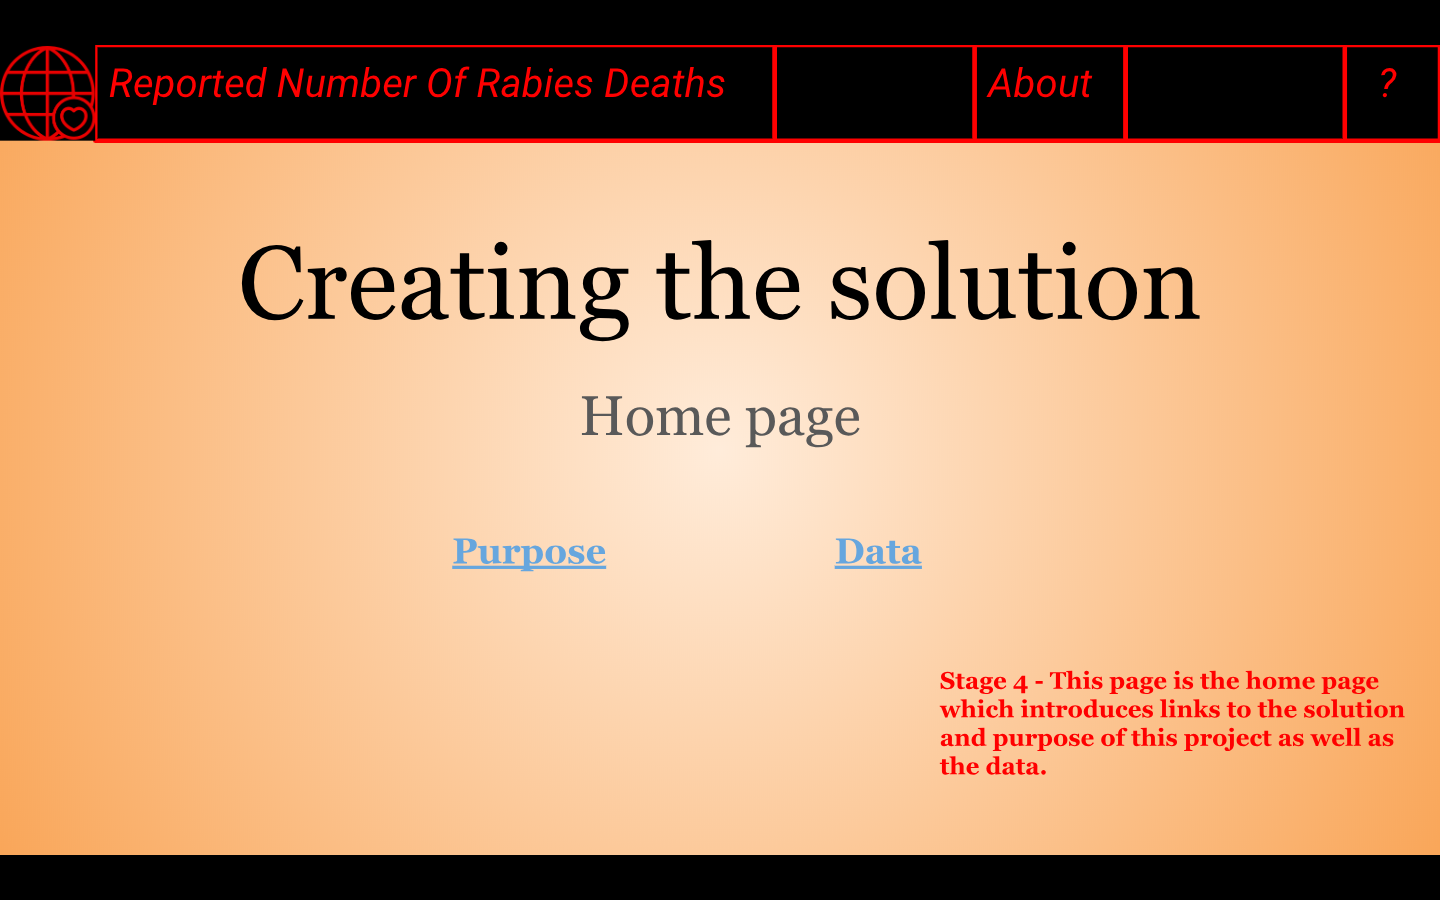 Reported Number Of Rabies Deaths
About
?
Creating the solution
Home page
Purpose
Data
Stage 4 - This page is the home page
which introduces links to the solution
and purpose of this project as well as
the data.